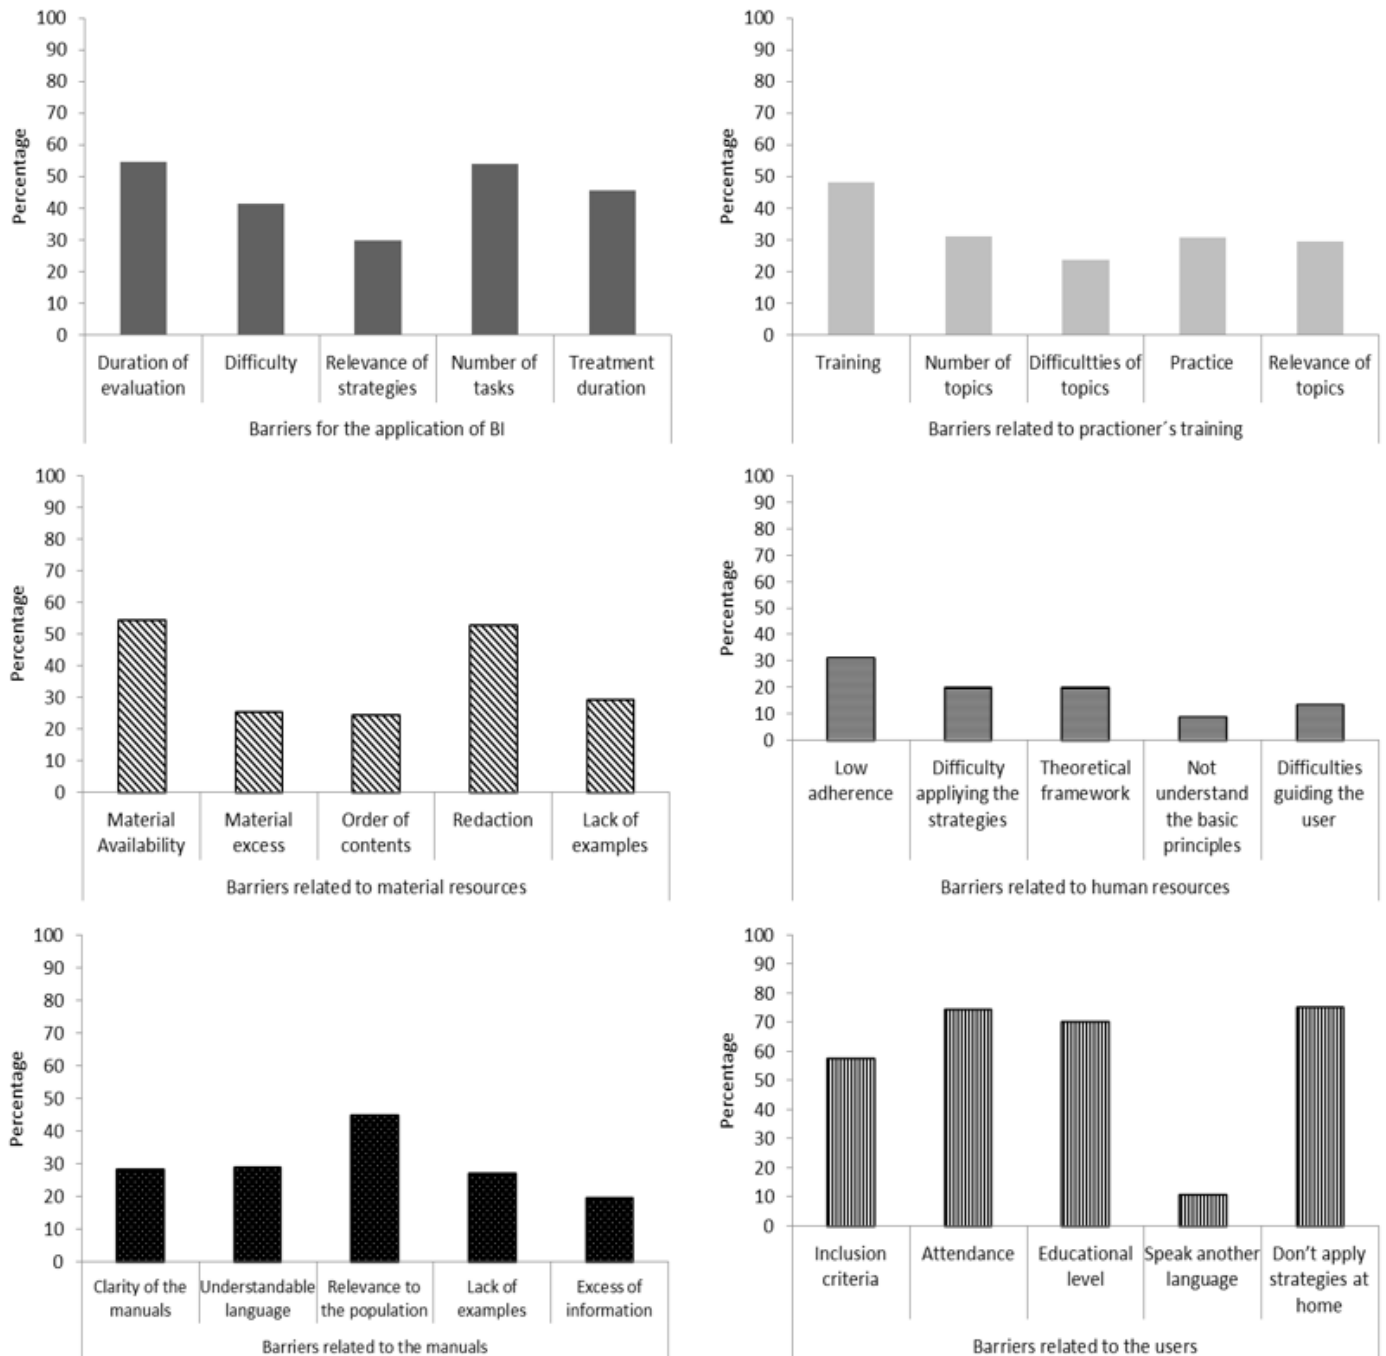 100
90
80
70
60
50
40
30
20
10
0
Percentage
Duration of
evaluation
Difficulty
Relevance of
strategies
Number of
tasks
Treatment
duration
Barriers for the application of BI
100
90
80
70
60
50
40
30
20
10
0
Percentage
Training
Number of
topics
Difficultties of
topics
Practice
Relevance of
topics
Barriers related to practioner´s training
100
90
80
70
60
50
40
30
20
10
0
Percentage
Material
Availability
Material
excess
Order of
contents
Redaction
Lack of
examples
Barriers related to material resources
100
90
80
70
60
50
40
30
20
10
0
Percentage
Low
adherence
Difficulty
appliying the
strategies
Theoretical
framework
Not
understand
the basic
principles
Difficulties
guiding the
user
Barriers related to human resources
100
90
80
70
60
50
40
30
20
10
0
Percentage
Clarity of the
manuals
Understandable
language
Relevance to
the population
Lack of
examples
Excess of
information
Barriers related to the manuals
100
90
80
70
60
50
40
30
20
10
0
Percentage
Inclusion
criteria
Attendance
Educational
level
Speak another
language
Don’t apply
strategies at
home
Barriers related to the users